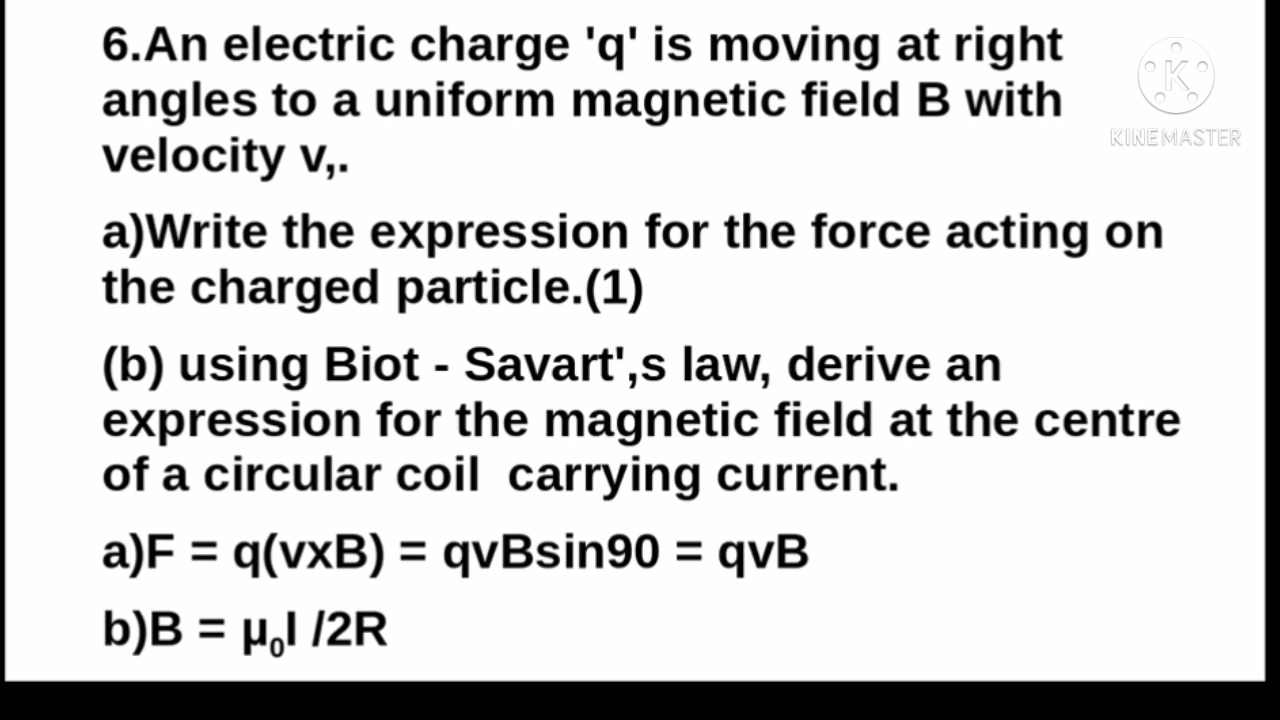 6.An electric charge 'q' is moving at right
angles to a uniform magnetic field B with
velocity v,.
a)Write the expression for the force acting on
the charged particle.(1)
(b) using Biot - Savart',s law, derive an
expression for the magnetic field at the centre
of a circular coil  carrying current.
a)F = q(vxB) = qvBsin90 = qvB
b)B = µ₀I /2R
K
KINEMASTER